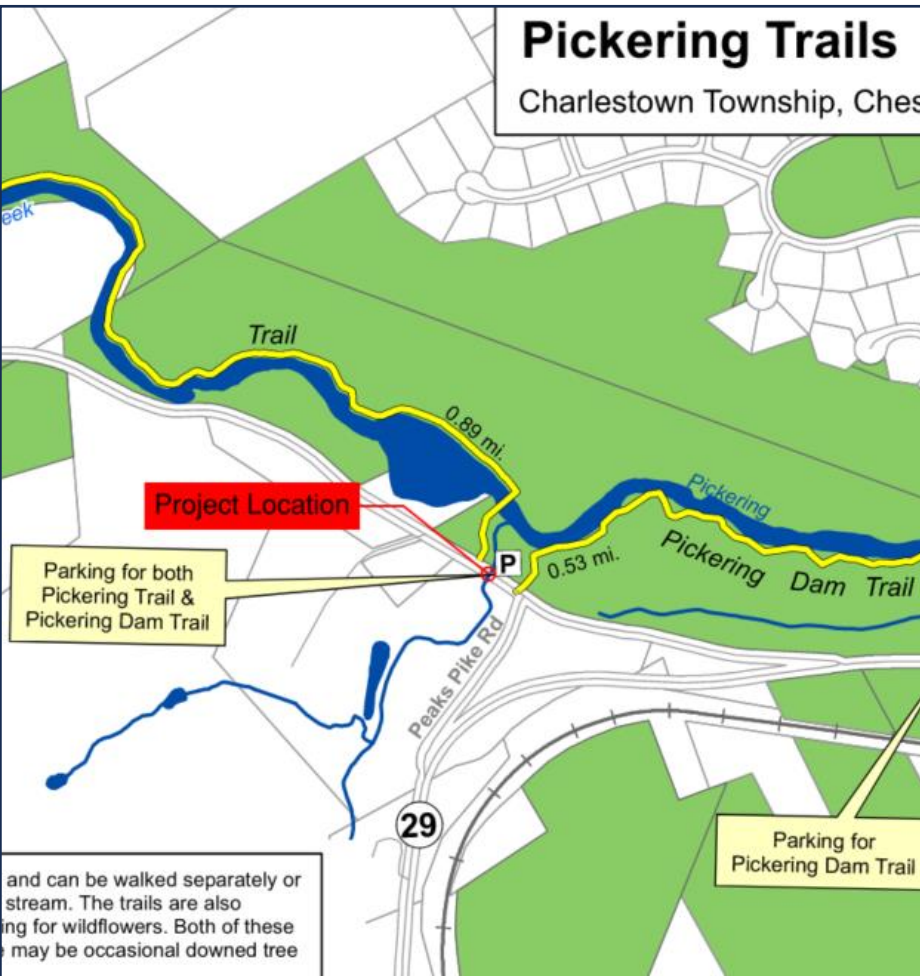 Pickering Trails
Charlestown Township, Ches
eek
Trail
0.89 mi.
Project Location
Pickering
P
0.53 mi.
Pickering Dam Trail
Parking for both
Pickering Trail &
Pickering Dam Trail
Peaks Pike Rd
29
Parking for
Pickering Dam Trail
and can be walked separately or
stream. The trails are also
ing for wildflowers. Both of these
e may be occasional downed tree